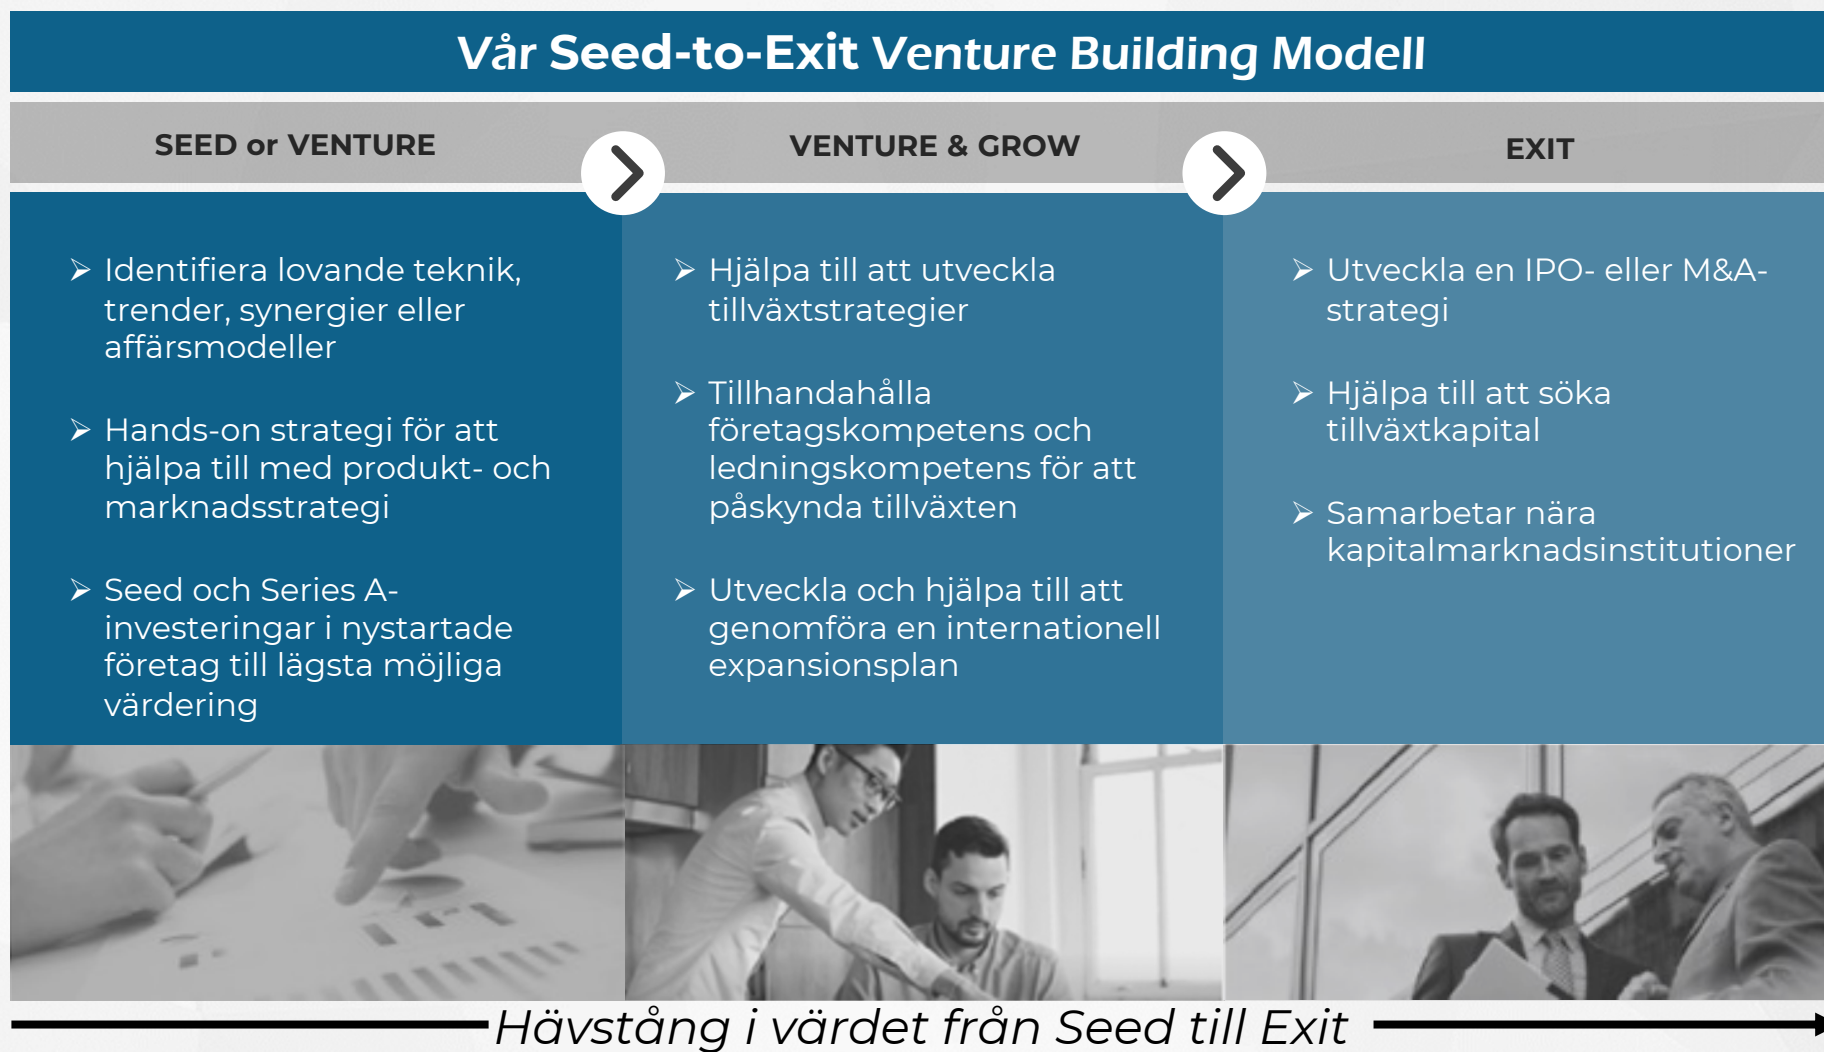 Vår Seed-to-Exit Venture Building Modell
SEED or VENTURE
VENTURE & GROW
EXIT
➢ Identifiera lovande teknik,
trender, synergier eller
affärsmodeller
➢ Hands-on strategi för att
hjälpa till med produkt- och
marknadsstrategi
➢ Seed och Series A-
investeringar i nystartade
företag till lägsta möjliga
värdering
➢ Hjälpa till att utveckla
tillväxtstrategier
➢ Tillhandahålla
företagskompetens och
ledningskompetens för att
påskynda tillväxten
➢ Utveckla och hjälpa till att
genomföra en internationell
expansionsplan
➢ Utveckla en IPO- eller M&A-
strategi
➢ Hjälpa till att söka
tillväxtkapital
➢ Samarbetar nära
kapitalmarknadsinstitutioner
Hävstång i värdet från Seed till Exit